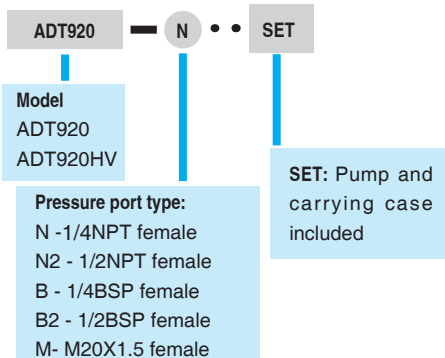 ADT920 — N • • SET
Model
ADT920
ADT920HV
SET: Pump and
carrying case
included
Pressure port type:
N -1/4NPT female
N2 - 1/2NPT female
B - 1/4BSP female
B2 - 1/2BSP female
M- M20X1.5 female